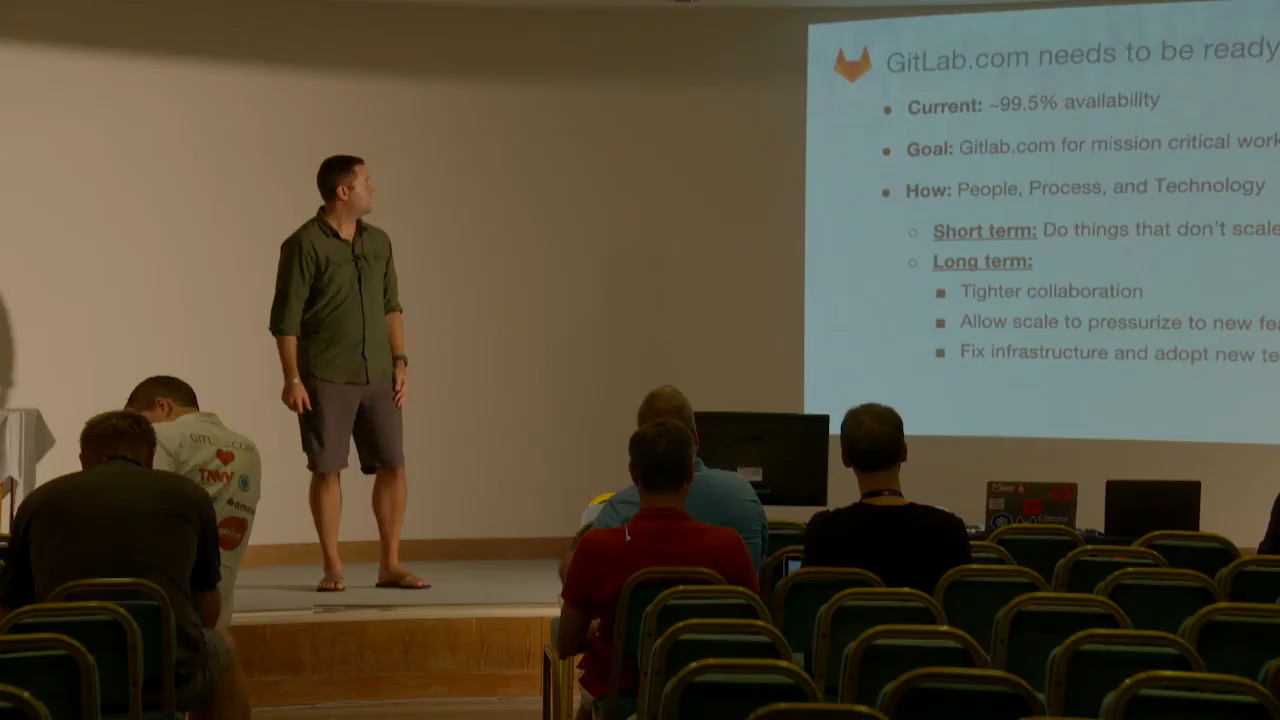 GitLab.com needs to be ready
• Current: ~99.5% availability
• Goal: Gitlab.com for mission critical work
• How: People, Process, and Technology
○ Short term: Do things that don't scale
○ Long term:
■ Tighter collaboration
■ Allow scale to pressurize to new fea
■ Fix infrastructure and adopt new te